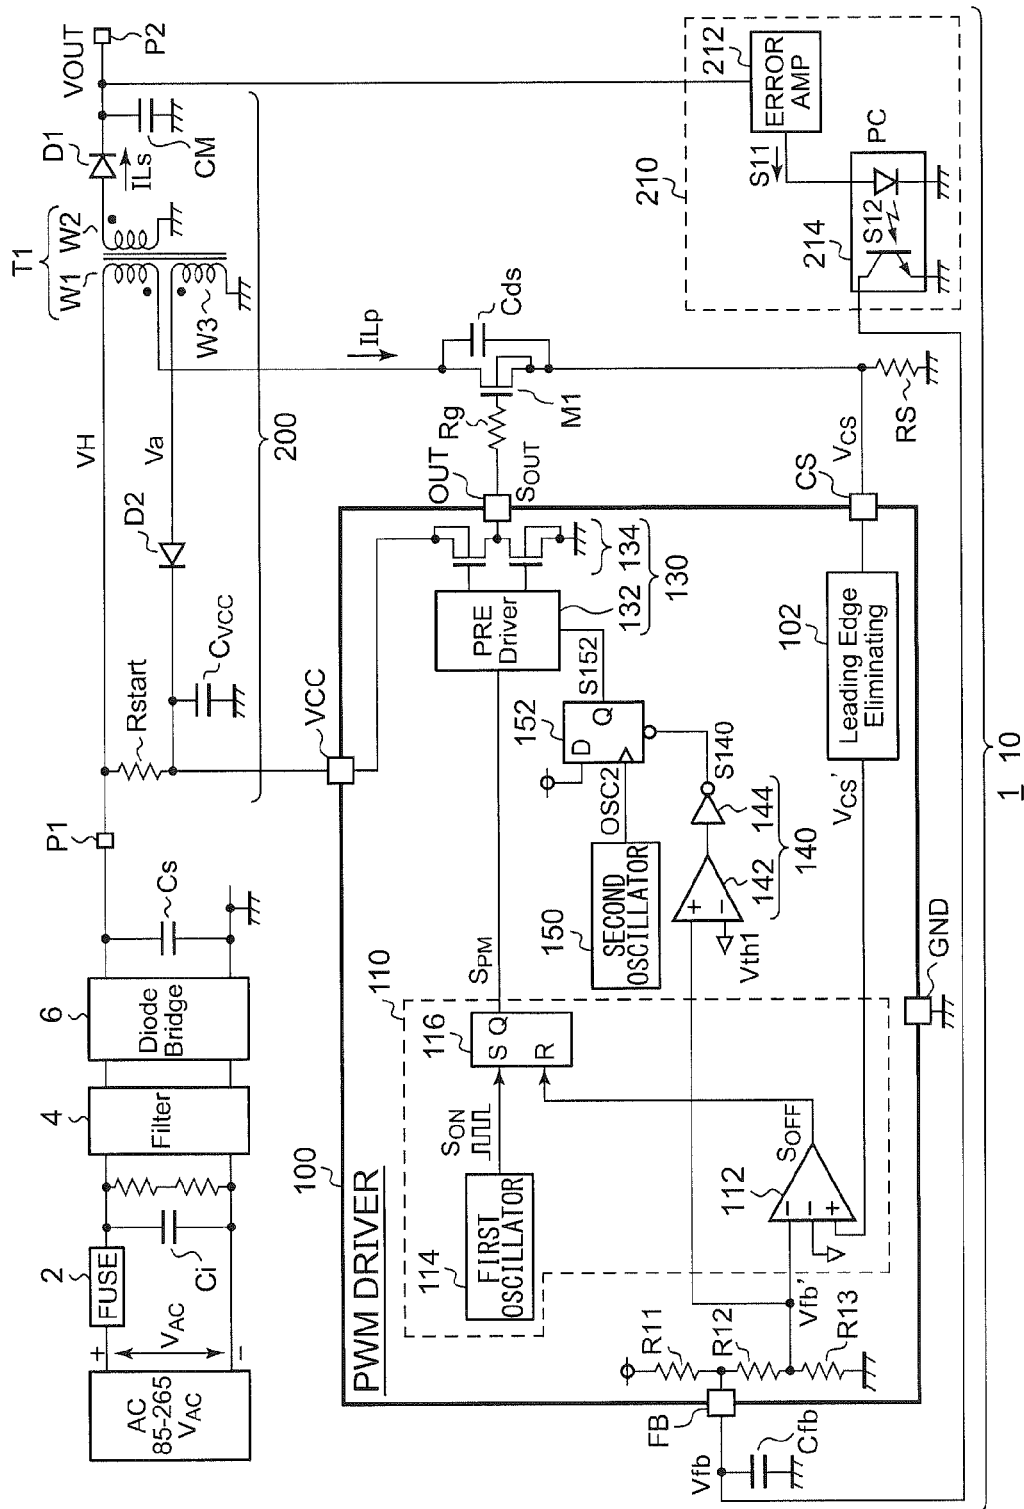 AC
85-265
VAC
+
VAC
−
2
FUSE
Ci
4
Filter
6
Diode
Bridge
Cs
P1
Rstart
CVCC
D2
VH
Va
200
T1
W1
W2
W3
D1
ILs
CM
VOUT
P2
ILp
Cds
M1
Rg
OUT
SOUT
VCC
100
PWM DRIVER
110
114
FIRST
OSCILLATOR
SON
116
S
Q
R
SPM
PRE
Driver
132
134
130
S152
152
D
Q
OSC2
150
SECOND
OSCILLATOR
S140
144
142
140
+
−
Vth1
112
−
−
+
SOFF
VCS'
102
Leading Edge
Eliminating
CS
VCS
RS
GND
R11
R12
R13
Vfb'
FB
Vfb
Cfb
210
212
ERROR
AMP
S11
PC
214
S12
10
1